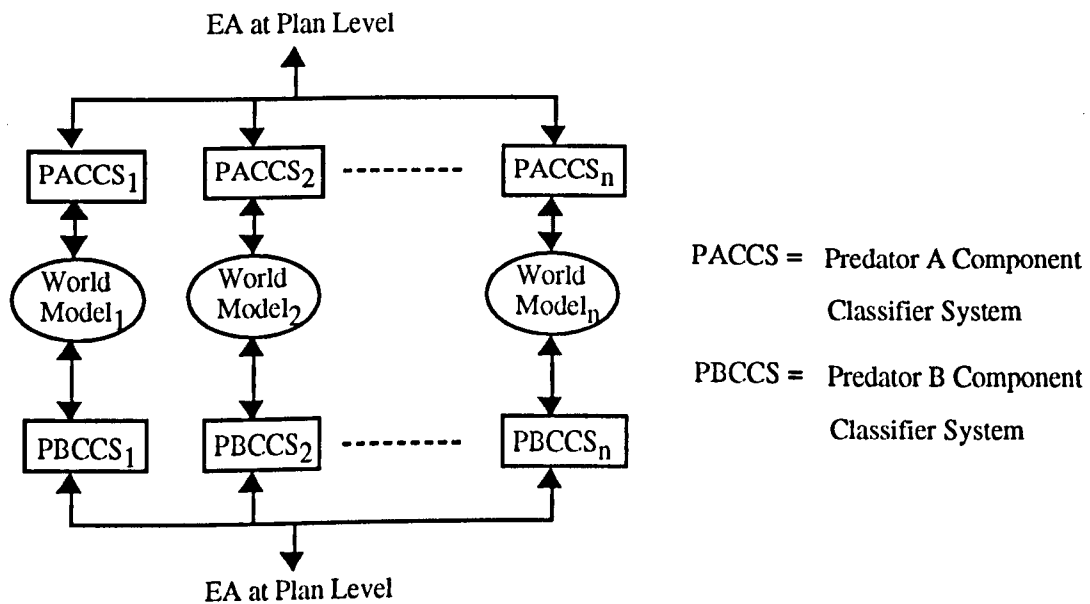 EA at Plan Level
PACCS1 PACCS2 PACCSn
World Model1 World Model2 World Modeln
PACCS = Predator A Component
Classifier System
PBCCS = Predator B Component
Classifier System
PBCCS1 PBCCS2 PBCCSn
EA at Plan Level